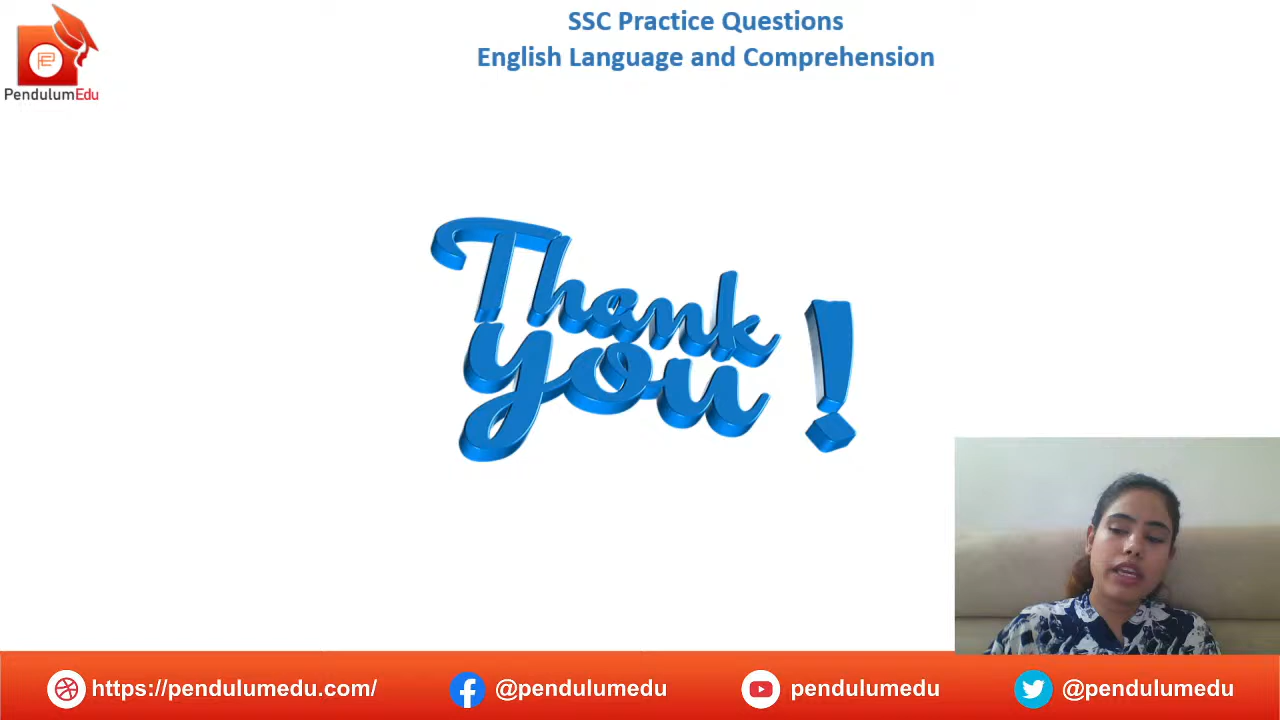 SSC Practice Questions
English Language and Comprehension
PendulumEdu
Thank
you !
https://pendulumedu.com/
@pendulumedu
pendulumedu
@pendulumedu